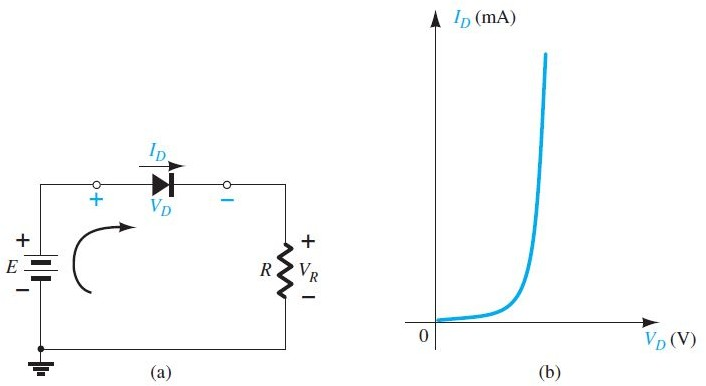 I_D
+ V_D −
+
E
−
+
R V_R
−
(a)
I_D (mA)
0
V_D (V)
(b)